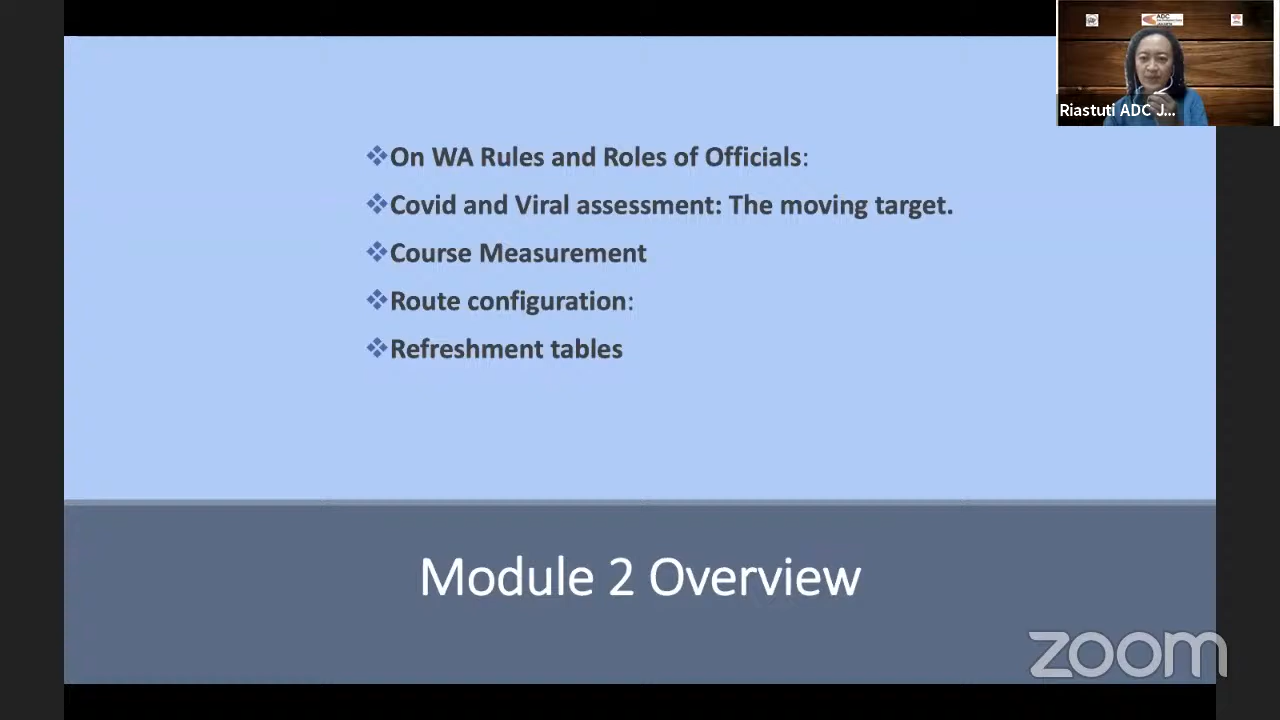 ADC
Riastuti ADC J...
On WA Rules and Roles of Officials:
Covid and Viral assessment: The moving target.
Course Measurement
Route configuration:
Refreshment tables
Module 2 Overview
zoom